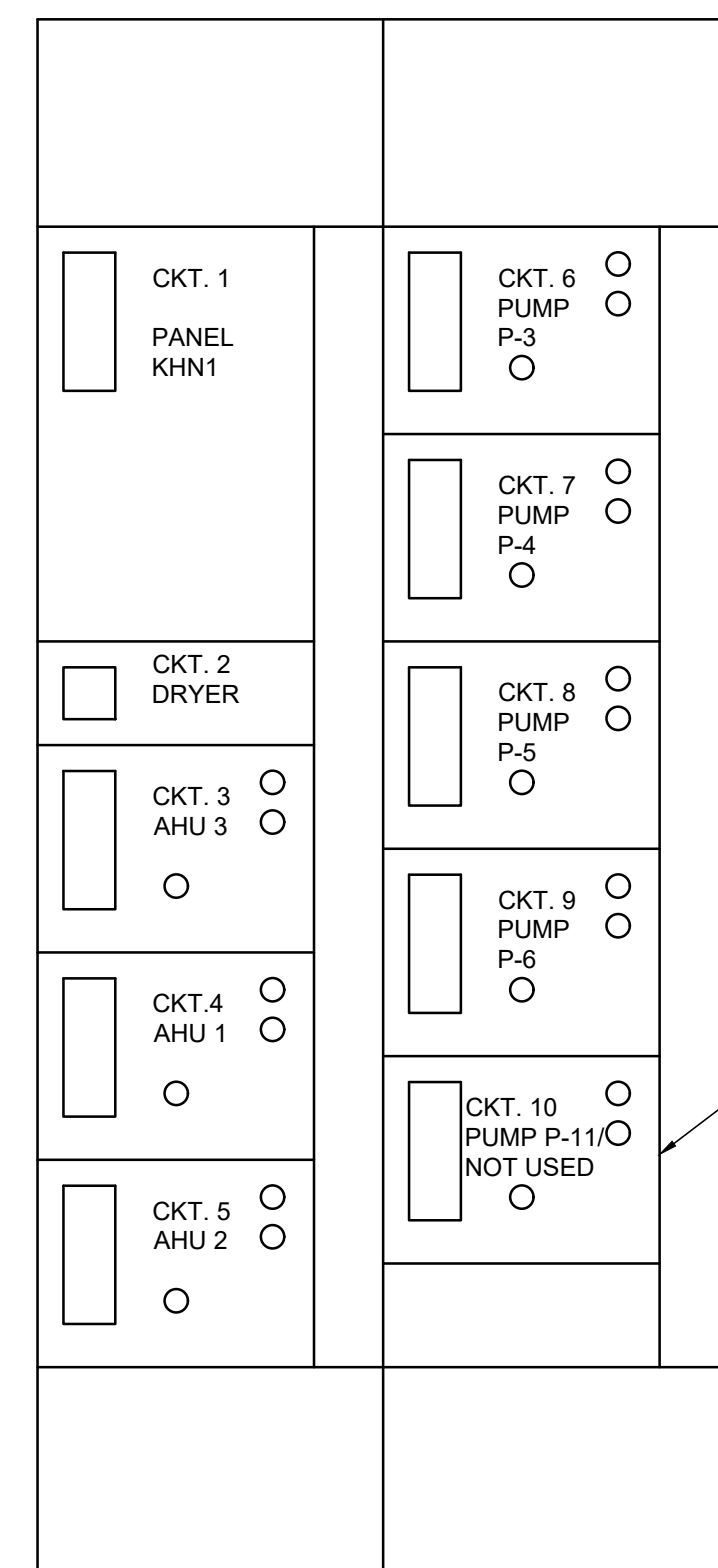 CKT. 1
PANEL
KHN1
CKT. 2
DRYER
CKT. 3
AHU 3
CKT.4
AHU 1
CKT. 5
AHU 2
CKT. 6
PUMP
P-3
CKT. 7
PUMP
P-4
CKT. 8
PUMP
P-5
CKT. 9
PUMP
P-6
CKT. 10
PUMP P-11/
NOT USED